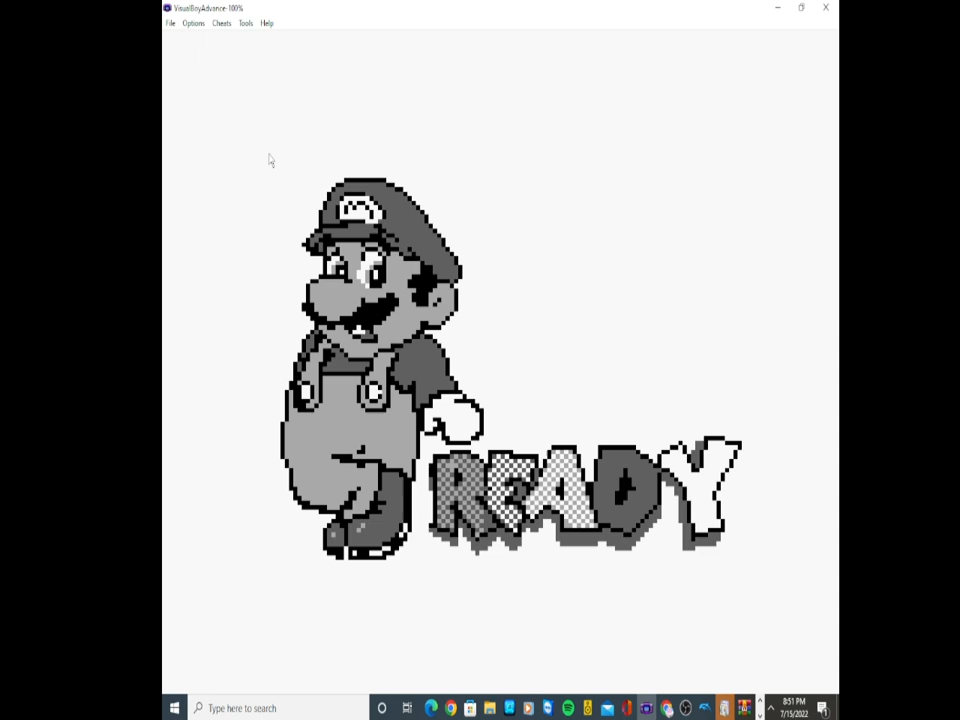 VisualBoyAdvance-100%
File Options Cheats Tools Help
M
READY
Type here to search
8:51 PM
7/15/2022